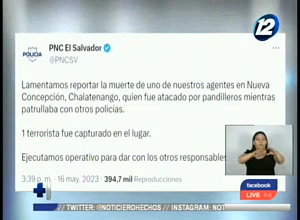 12
POLICÍA
PNC El Salvador
@PNCSV
Lamentamos reportar la muerte de uno de nuestros agentes en Nueva
Concepción, Chalatenango, quien fue atacado por pandilleros mientras
patrullaba con otros policías.
1 terrorista fue capturado en el lugar.
Ejecutamos operativo para dar con los otros responsables
3:39 p. m. · 16 may. 2023 · 394,7 mil Reproducciones
facebook
LIVE
// TWITTER: @NOTICIEROHECHOS // INSTAGRAM: NOT